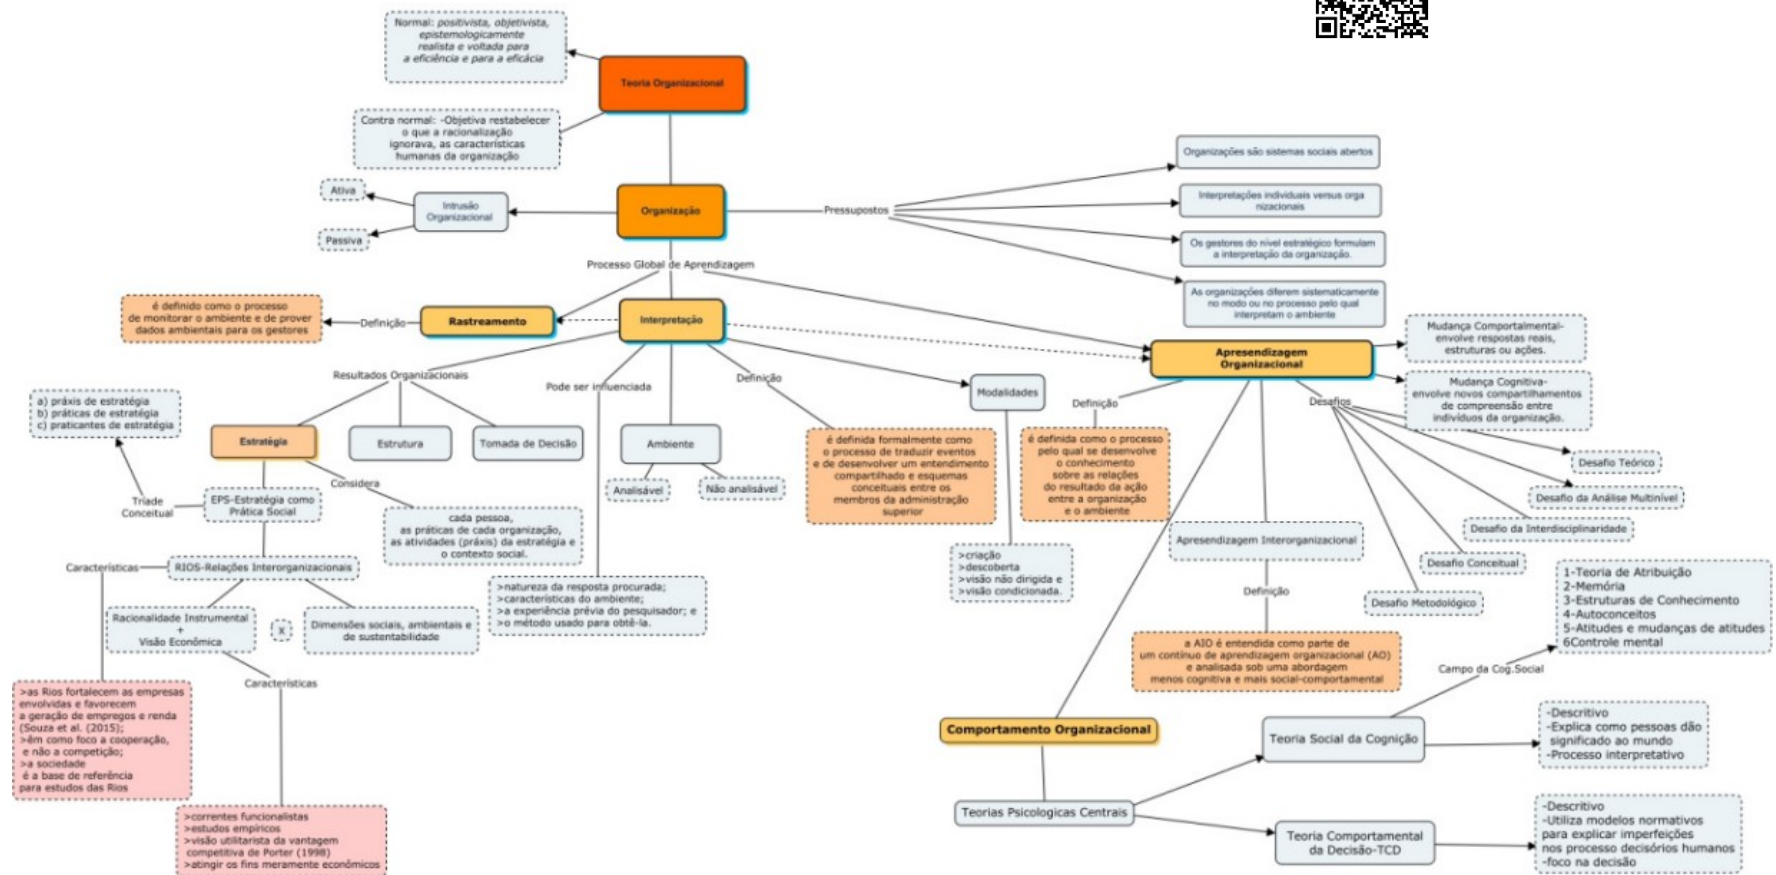 Normal: positivista, objetivista,
epistemologicamente
realista e voltada para
a eficiência e para a eficácia
Teoria Organizacional
Contra normal: -Objetiva restabelecer
o que a racionalização
ignorava, as características
humanas da organização
Ativa
Passiva
Intrusão
Organizacional
Organização
Pressupostos
Organizações são sistemas sociais abertos
Interpretações individuais versus orga
nizacionais
Os gestores do nível estratégico formulam
a interpretação da organização.
As organizações diferem sistematicamente
no modo ou no processo pelo qual
interpretam o ambiente
Processo Global de Aprendizagem
é definido como o processo
de monitorar o ambiente e de prover
dados ambientais para os gestores
Definição
Rastreamento
Interpretação
Apresendizagem
Organizacional
Mudança Comportalmental-
envolve respostas reais,
estruturas ou ações.
Mudança Cognitiva-
envolve novos compartilhamentos
de compreensão entre
indivíduos da organização.
Resultados Organizacionais
Pode ser influenciada
Definição
Modalidades
Definição
Desafios
a) práxis de estratégia
b) práticas de estratégia
c) praticantes de estratégia
Estratégia
Estrutura
Tomada de Decisão
Ambiente
Analisável
Não analisável
é definida formalmente como
o processo de traduzir eventos
e de desenvolver um entendimento
compartilhado e esquemas
conceituais entre os
membros da administração
superior
é definida como o processo
pelo qual se desenvolve
o conhecimento
sobre as relações
do resultado da ação
entre a organização
e o ambiente
Desafio Teórico
Desafio da Análise Multinível
Desafio da Interdisciplinaridade
Desafio Conceitual
Desafio Metodológico
Tríade
Conceitual
EPS-Estratégia como
Prática Social
Considera
cada pessoa,
as práticas de cada organização,
as atividades (práxis) da estratégia e
o contexto social.
Apresendizagem Interorganizacional
Definição
a AIO é entendida como parte de
um contínuo de aprendizagem organizacional (AO)
e analisada sob uma abordagem
menos cognitiva e mais social-comportamental
Características
RIOS-Relações Interorganizacionais
>natureza da resposta procurada;
>características do ambiente;
>a experiência prévia do pesquisador; e
>o método usado para obtê-la.
>criação
>descoberta
>visão não dirigida e
>visão condicionada.
Racionalidade Instrumental
+
Visão Econômica
X
Dimensões sociais, ambientais e
de sustentabilidade
Características
>as Rios fortalecem as empresas
envolvidas e favorecem
a geração de empregos e renda
(Souza et al. (2015);
>êm como foco a cooperação,
e não a competição;
>a sociedade
é a base de referência
para estudos das Rios
>correntes funcionalistas
>estudos empíricos
>visão utilitarista da vantagem
competitiva de Porter (1998)
>atingir os fins meramente econômicos
1-Teoria de Atribuição
2-Memória
3-Estruturas de Conhecimento
4-Autoconceitos
5-Atitudes e mudanças de atitudes
6Controle mental
Campo da Cog.Social
Comportamento Organizacional
Teorias Psicologicas Centrais
Teoria Social da Cognição
-Descritivo
-Explica como pessoas dão
significado ao mundo
-Processo interpretativo
Teoria Comportamental
da Decisão-TCD
-Descritivo
-Utiliza modelos normativos
para explicar imperfeições
nos processo decisórios humanos
-foco na decisão